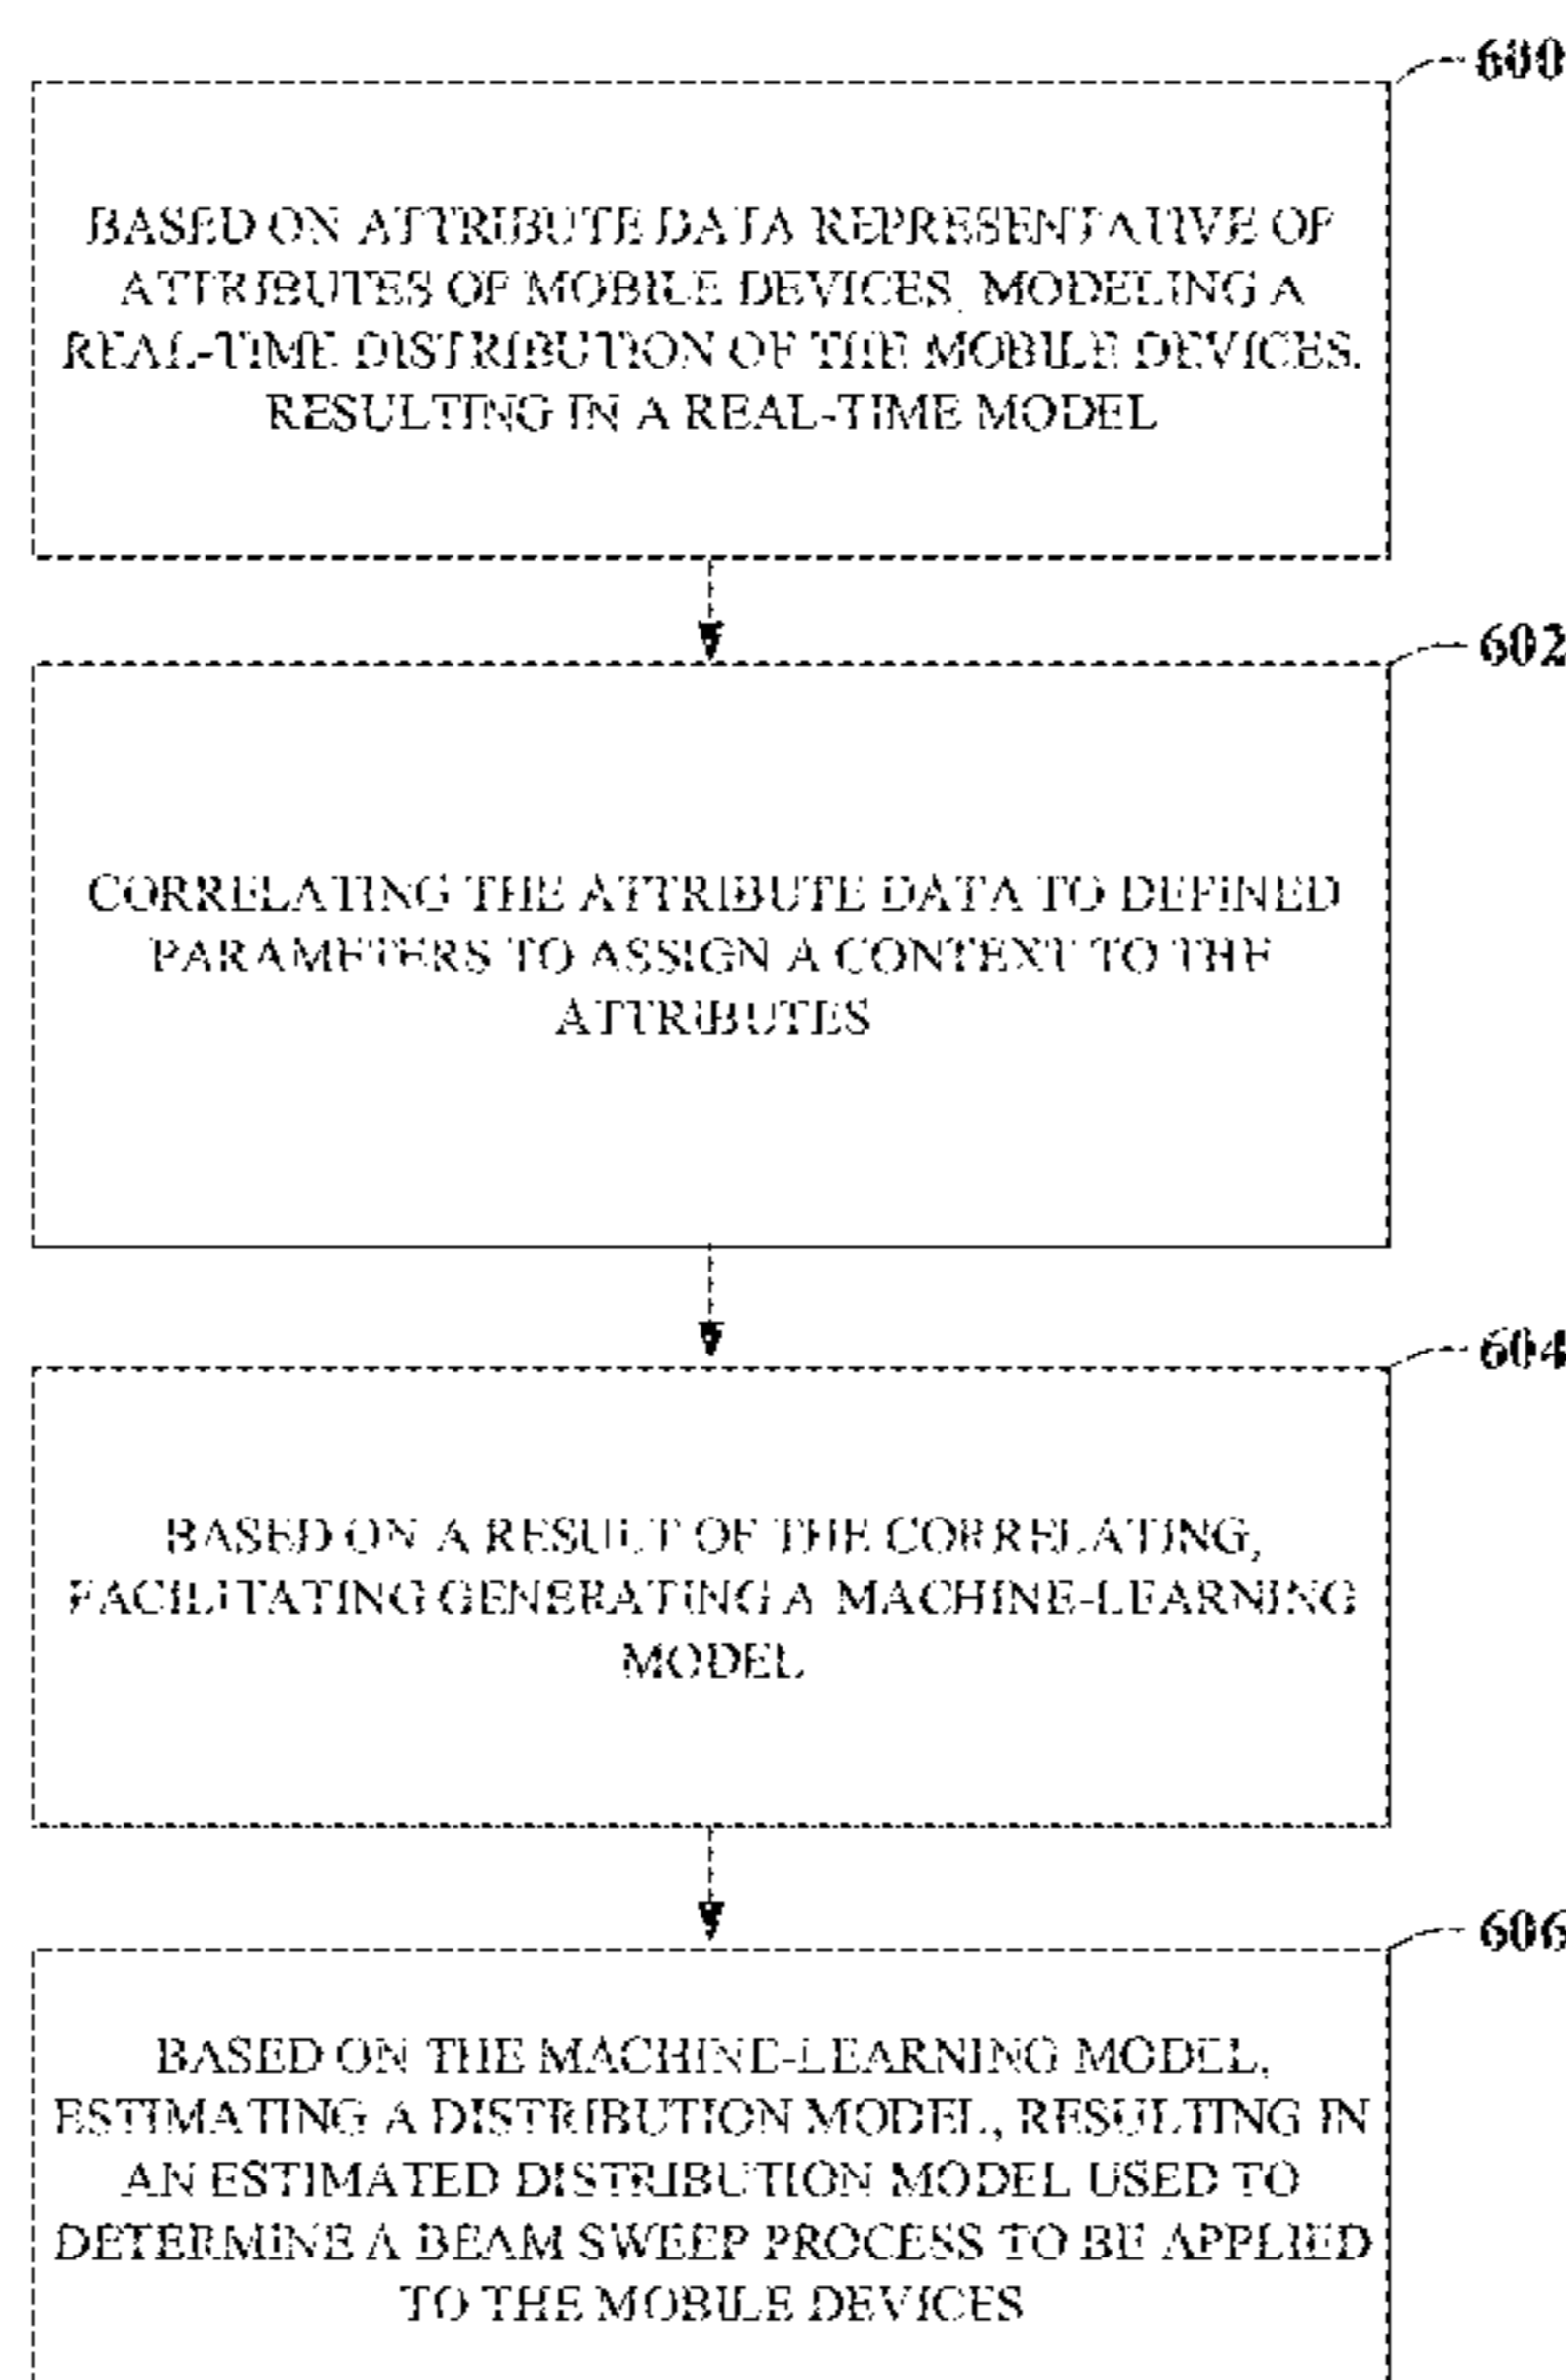 600
BASED ON ATTRIBUTE DATA REPRESENTATIVE OF
ATTRIBUTES OF MOBILE DEVICES, MODELING A
REAL-TIME DISTRIBUTION OF THE MOBILE DEVICES,
RESULTING IN A REAL-TIME MODEL
602
CORRELATING THE ATTRIBUTE DATA TO DEFINED
PARAMETERS TO ASSIGN A CONTEXT TO THE
ATTRIBUTES
604
BASED ON A RESULT OF THE CORRELATING,
FACILITATING GENERATING A MACHINE-LEARNING
MODEL
606
BASED ON THE MACHINE-LEARNING MODEL,
ESTIMATING A DISTRIBUTION MODEL, RESULTING IN
AN ESTIMATED DISTRIBUTION MODEL USED TO
DETERMINE A BEAM SWEEP PROCESS TO BE APPLIED
TO THE MOBILE DEVICES